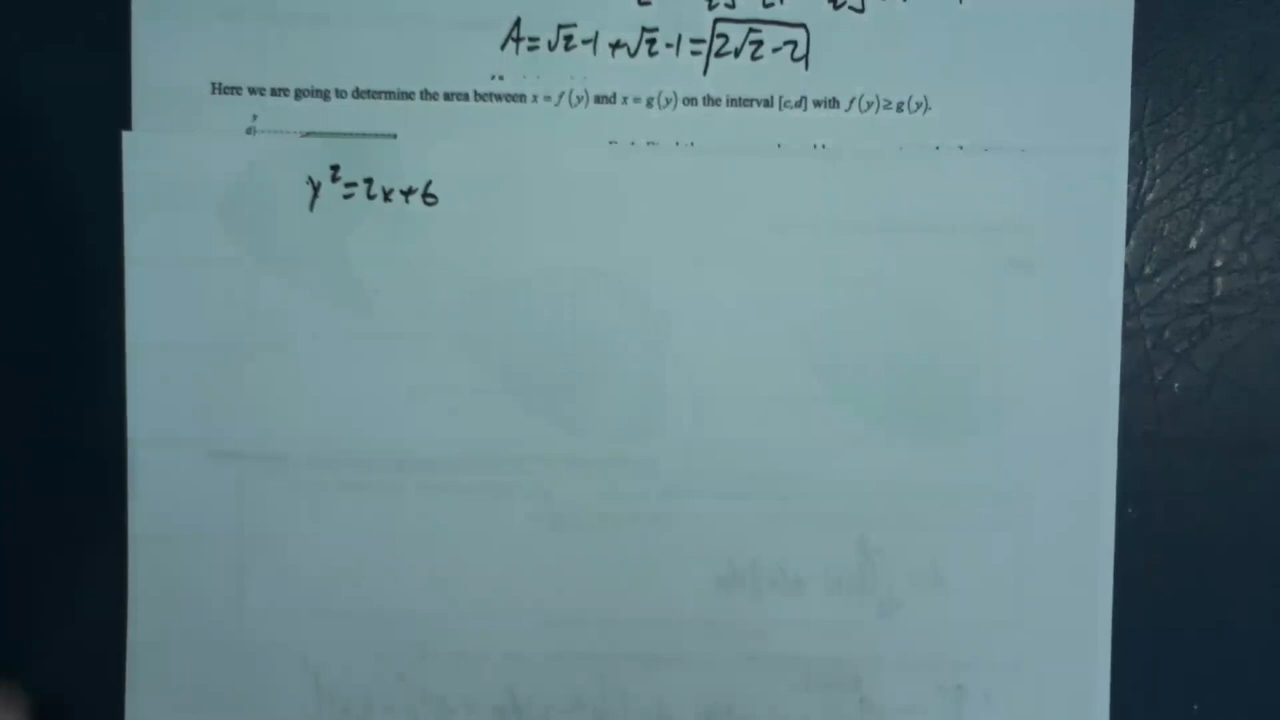 A=√2-1+√2-1=2√2-2
Here we are going to determine the area between x = f(y) and x = g(y) on the interval [c,d] with f(y)≥g(y).
y
d
y²=2x+6